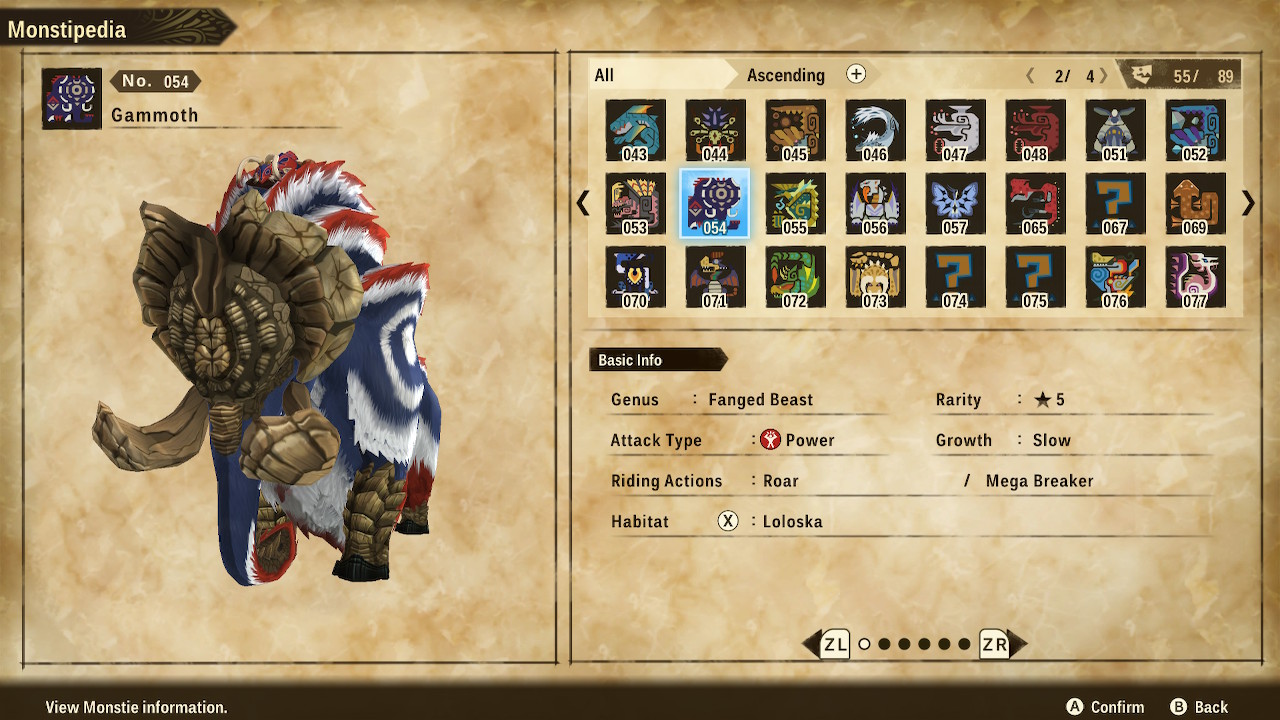 Monstipedia
No. 054
Gammoth
All
Ascending +
2/ 4
55/ 89
043 044 045 046 047 048 051 052
053 054 055 056 057 065 067 069
070 071 072 073 074 075 076 077
Basic Info
Genus : Fanged Beast
Rarity : ★ 5
Attack Type : Power
Growth : Slow
Riding Actions : Roar / Mega Breaker
Habitat X : Loloska
ZL ZR
View Monstie information.
A Confirm B Back